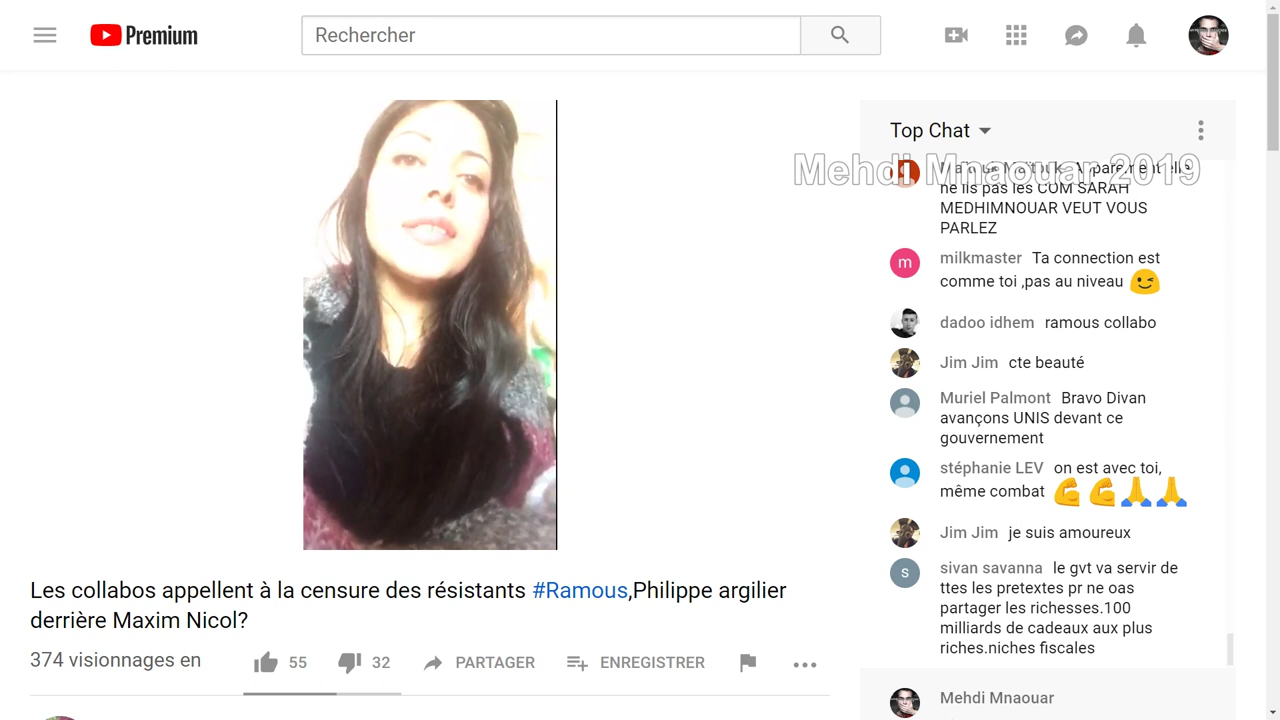 Premium
Rechercher
Top Chat
Mehdi Mnaouar 2019
ne lis pas les COM SARAH
MEDHIMNOUAR VEUT VOUS
PARLEZ
milkmaster Ta connection est
comme toi ,pas au niveau 😉
dadoo idhem ramous collabo
Jim Jim cte beauté
Muriel Palmont Bravo Divan
avançons UNIS devant ce
gouvernement
stéphanie LEV on est avec toi,
même combat 💪💪🙏🙏
Jim Jim je suis amoureux
sivan savanna le gvt va servir de
ttes les pretextes pr ne oas
partager les richesses.100
milliards de cadeaux aux plus
riches.niches fiscales
Mehdi Mnaouar
Les collabos appellent à la censure des résistants #Ramous,Philippe argilier
derrière Maxim Nicol?
374 visionnages en
55
32
PARTAGER
ENREGISTRER